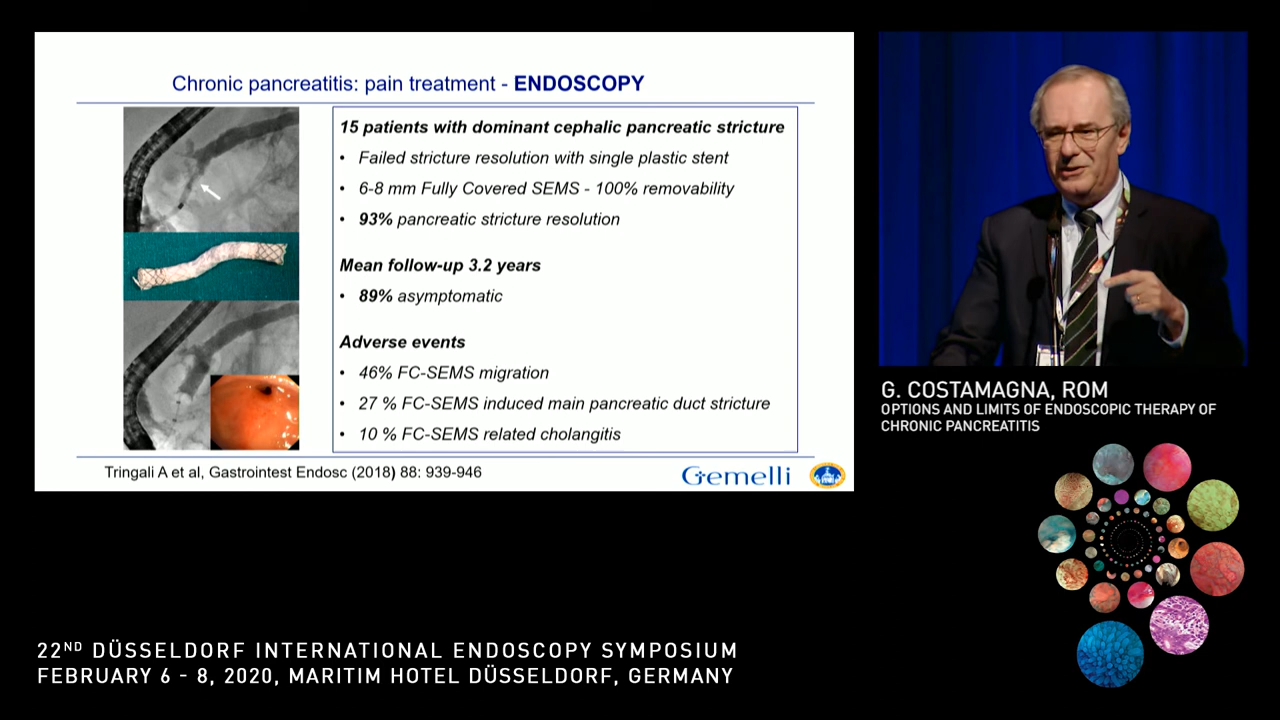 Chronic pancreatitis: pain treatment - ENDOSCOPY
15 patients with dominant cephalic pancreatic stricture
• Failed stricture resolution with single plastic stent
• 6-8 mm Fully Covered SEMS - 100% removability
• 93% pancreatic stricture resolution
Mean follow-up 3.2 years
• 89% asymptomatic
Adverse events
• 46% FC-SEMS migration
• 27 % FC-SEMS induced main pancreatic duct stricture
• 10 % FC-SEMS related cholangitis
Tringali A et al, Gastrointest Endosc (2018) 88: 939-946
Gemelli
G. COSTAMAGNA, ROM
OPTIONS AND LIMITS OF ENDOSCOPIC THERAPY OF
CHRONIC PANCREATITIS
22ND DÜSSELDORF INTERNATIONAL ENDOSCOPY SYMPOSIUM
FEBRUARY 6 - 8, 2020, MARITIM HOTEL DÜSSELDORF, GERMANY